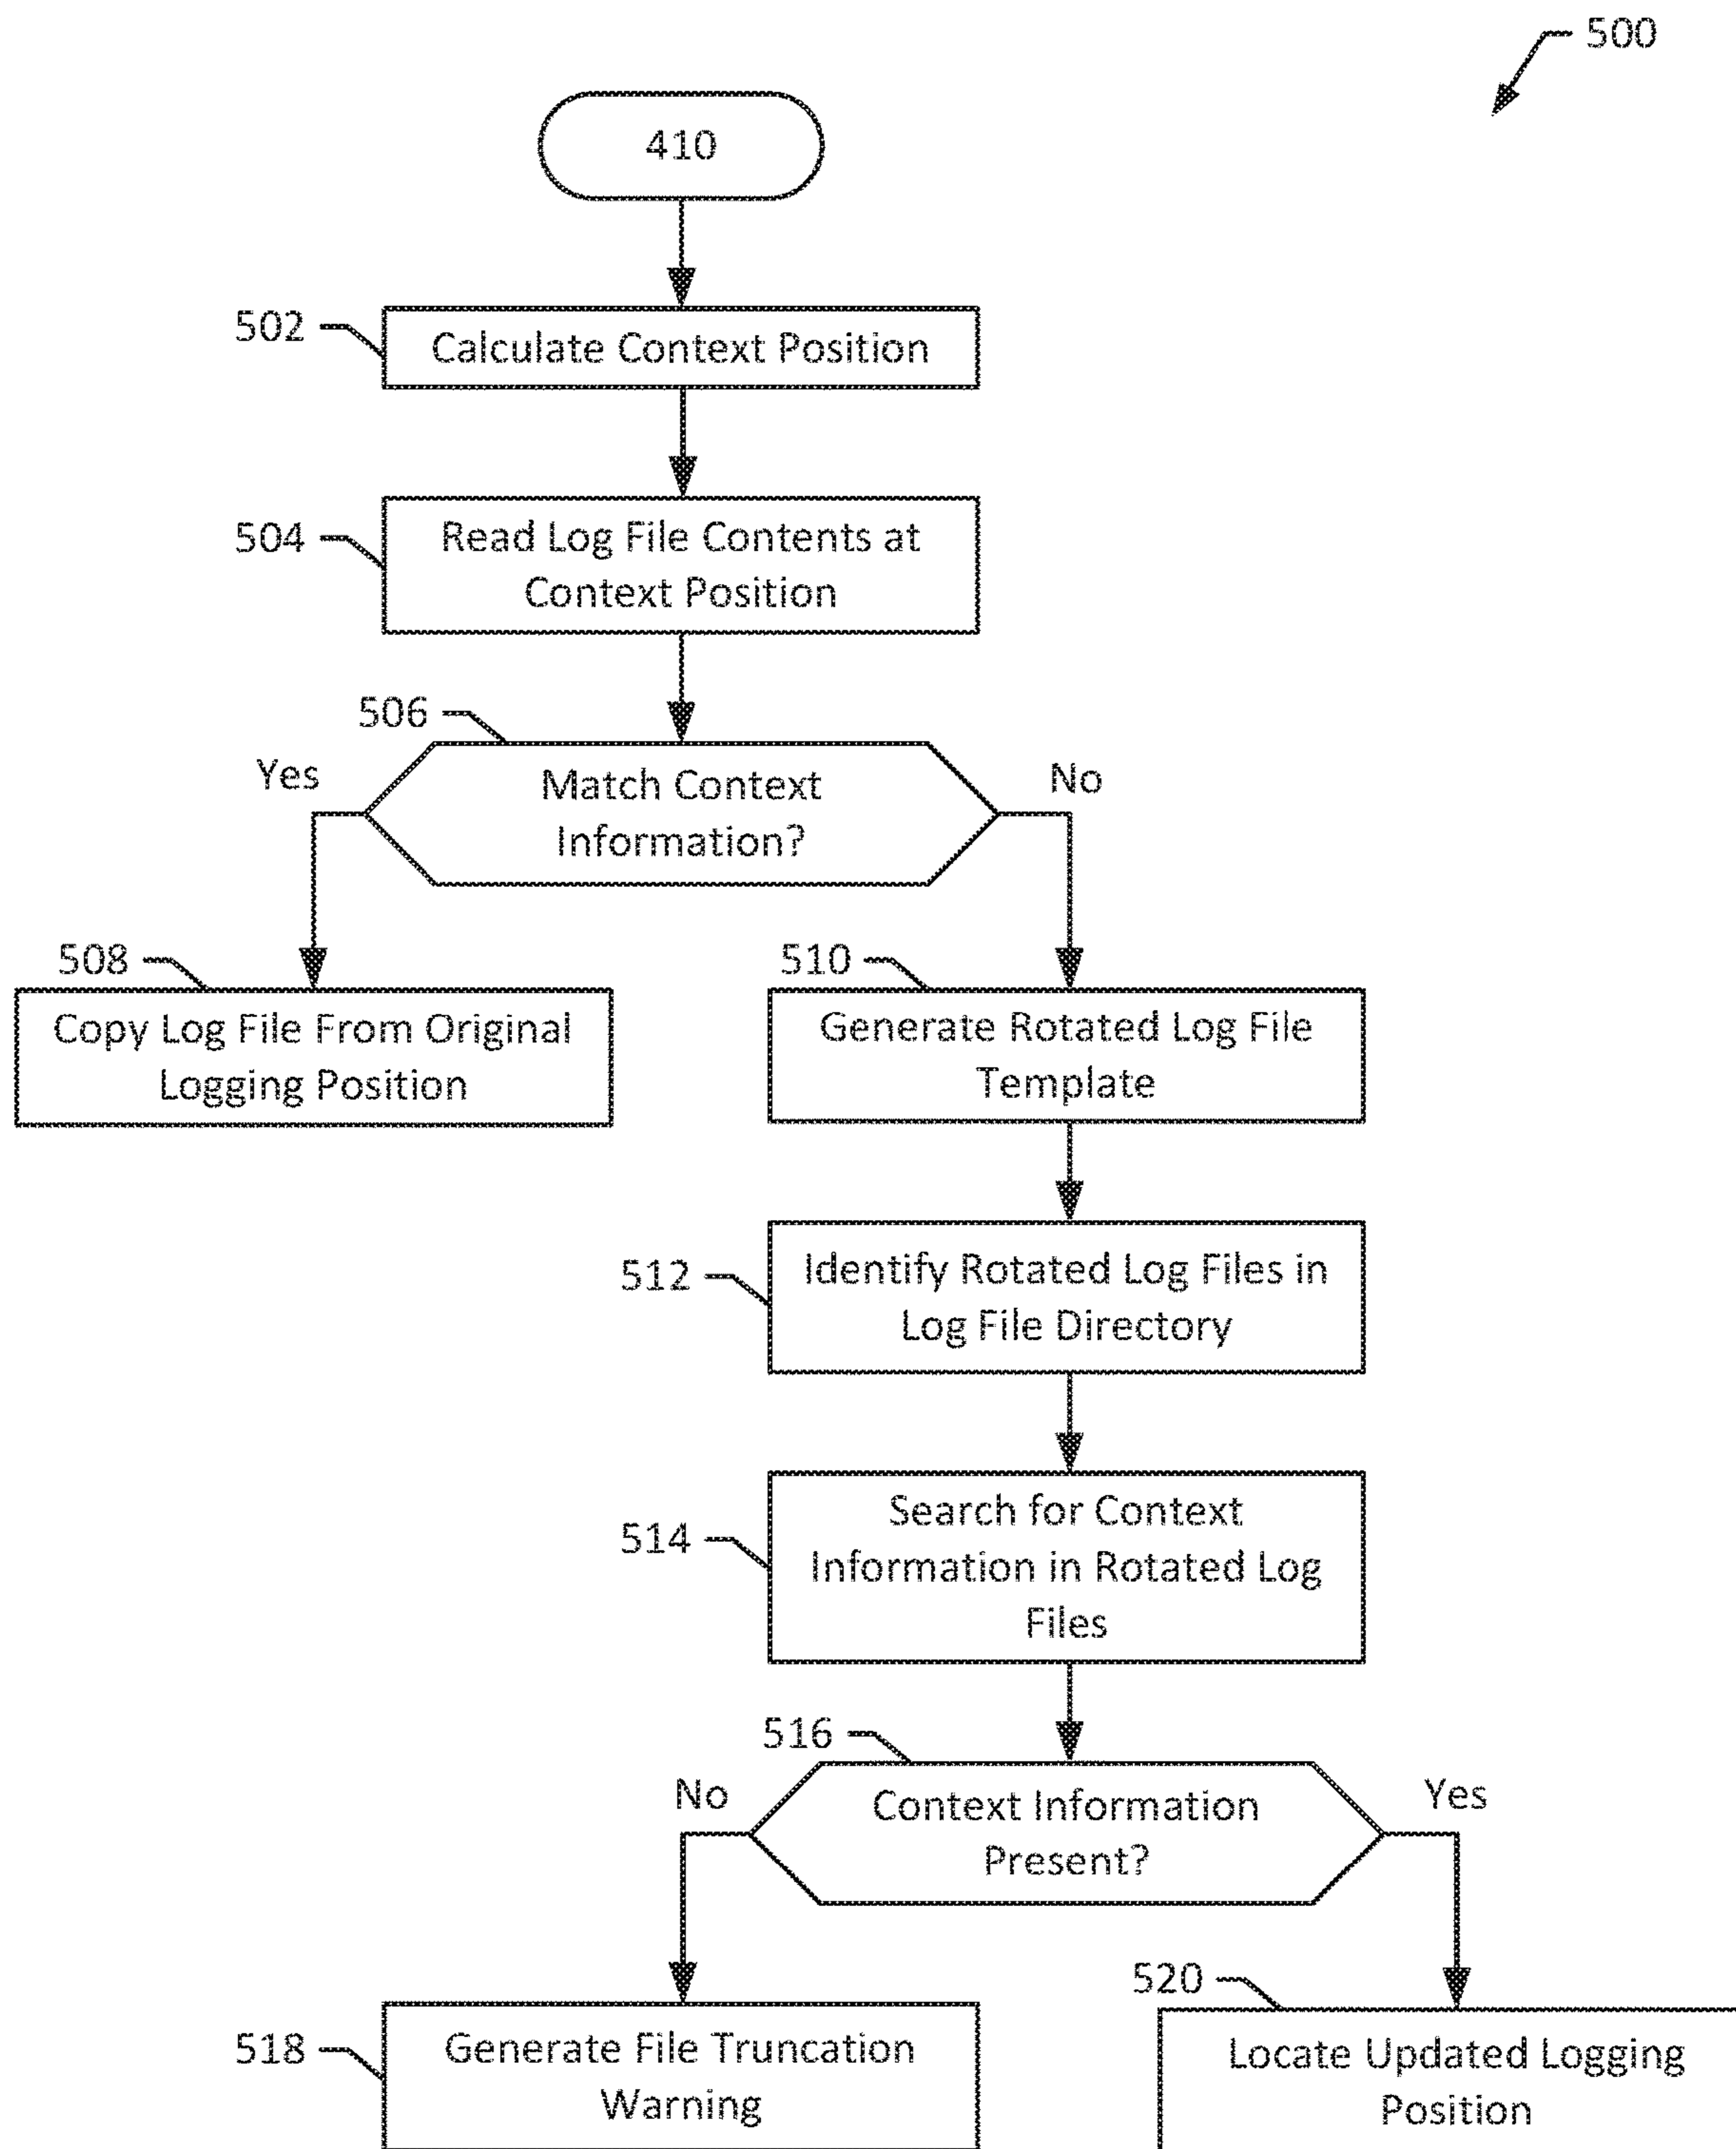 500
410
502
Calculate Context Position
504
Read Log File Contents at
Context Position
506
Yes
No
Match Context
Information?
508
510
Copy Log File From Original
Logging Position
Generate Rotated Log File
Template
512
Identify Rotated Log Files in
Log File Directory
514
Search for Context
Information in Rotated Log
Files
516
No
Yes
Context Information
Present?
520
518
Generate File Truncation
Warning
Locate Updated Logging
Position